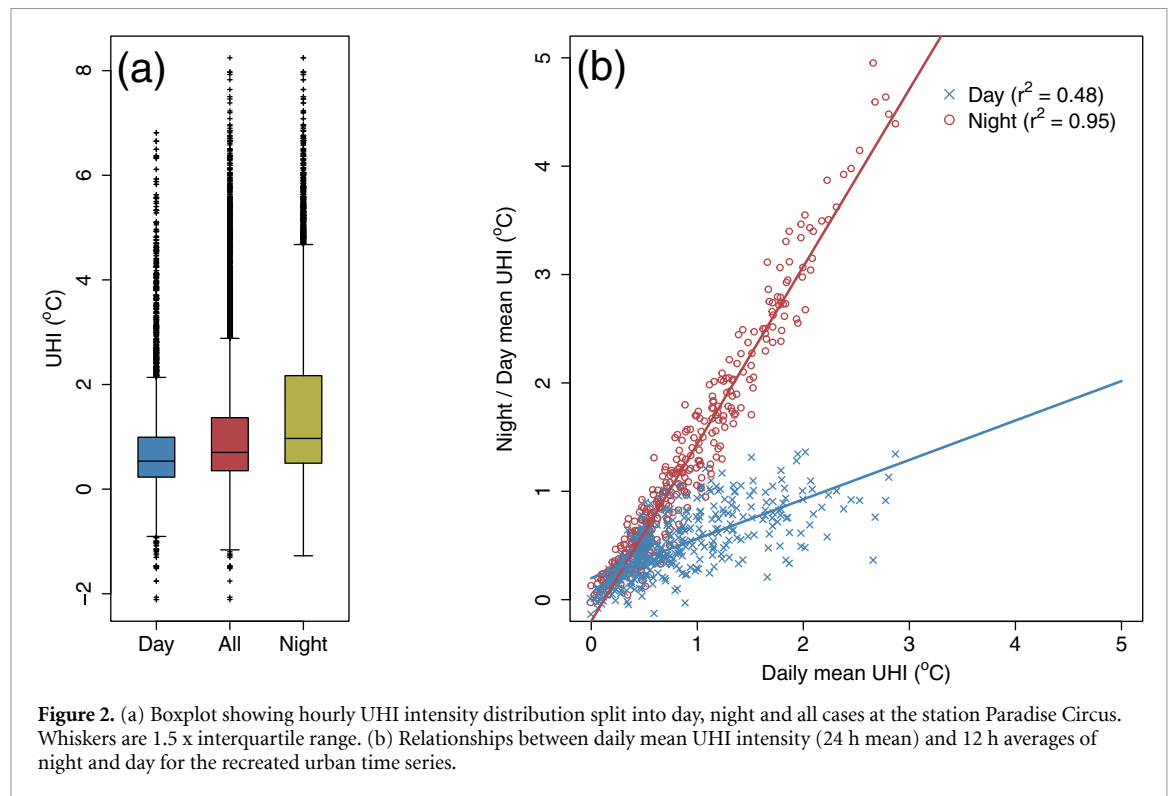 (a)
8
6
4
2
0
−2
UHI (°C)
Day All Night
(b)
× Day (r² = 0.48)
○ Night (r² = 0.95)
5
4
3
2
1
0
Night / Day mean UHI (°C)
0 1 2 3 4 5
Daily mean UHI (°C)
Figure 2. (a) Boxplot showing hourly UHI intensity distribution split into day, night and all cases at the station Paradise Circus.
Whiskers are 1.5 x interquartile range. (b) Relationships between daily mean UHI intensity (24 h mean) and 12 h averages of
night and day for the recreated urban time series.